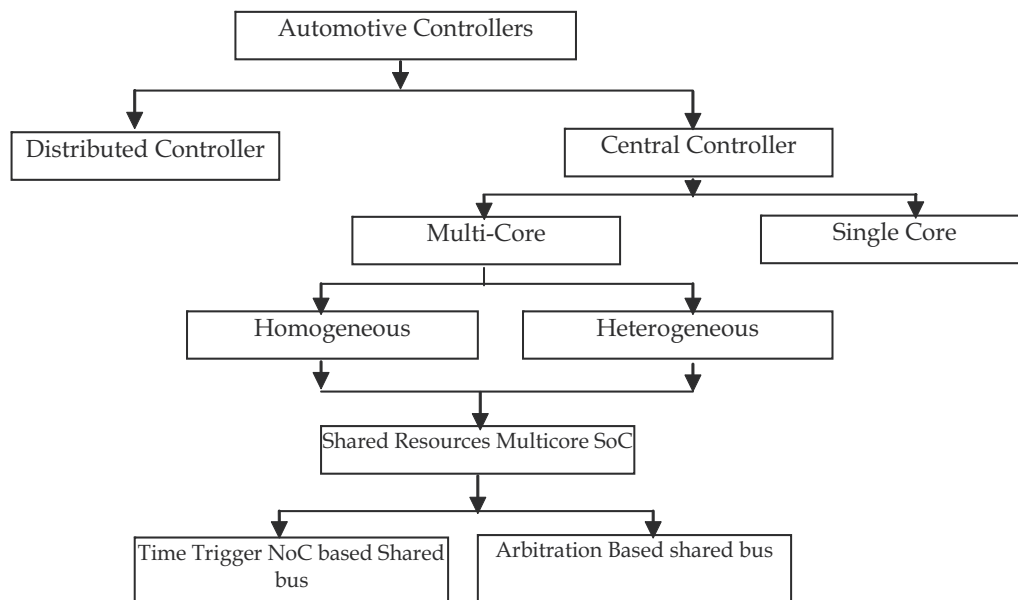 Automotive Controllers
Distributed Controller
Central Controller
Multi-Core
Single Core
Homogeneous
Heterogeneous
Shared Resources Multicore SoC
Time Trigger NoC based Shared
bus
Arbitration Based shared bus